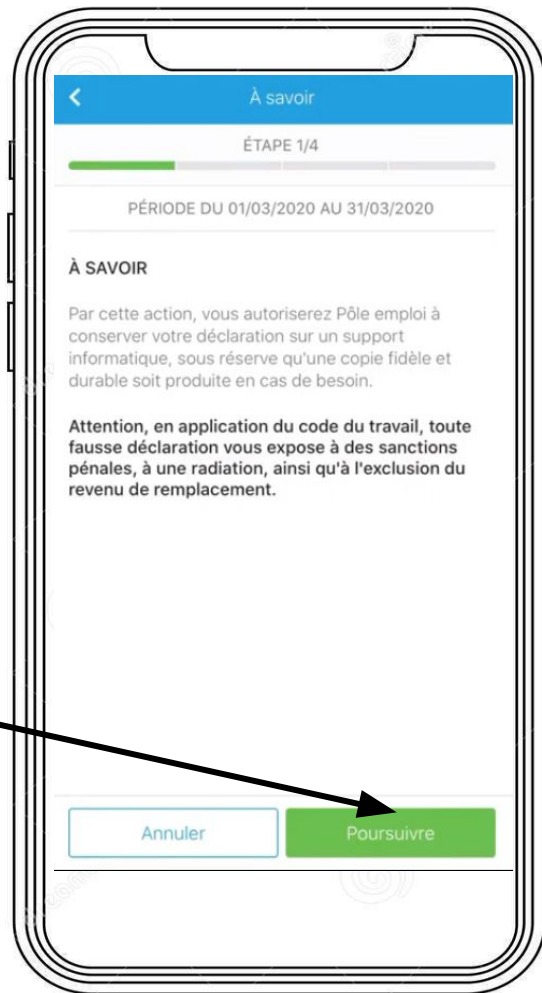 À savoir
ÉTAPE 1/4
PÉRIODE DU 01/03/2020 AU 31/03/2020
À SAVOIR
Par cette action, vous autoriserez Pôle emploi à
conserver votre déclaration sur un support
informatique, sous réserve qu'une copie fidèle et
durable soit produite en cas de besoin.
Attention, en application du code du travail, toute
fausse déclaration vous expose à des sanctions
pénales, à une radiation, ainsi qu'à l'exclusion du
revenu de remplacement.
Annuler
Poursuivre